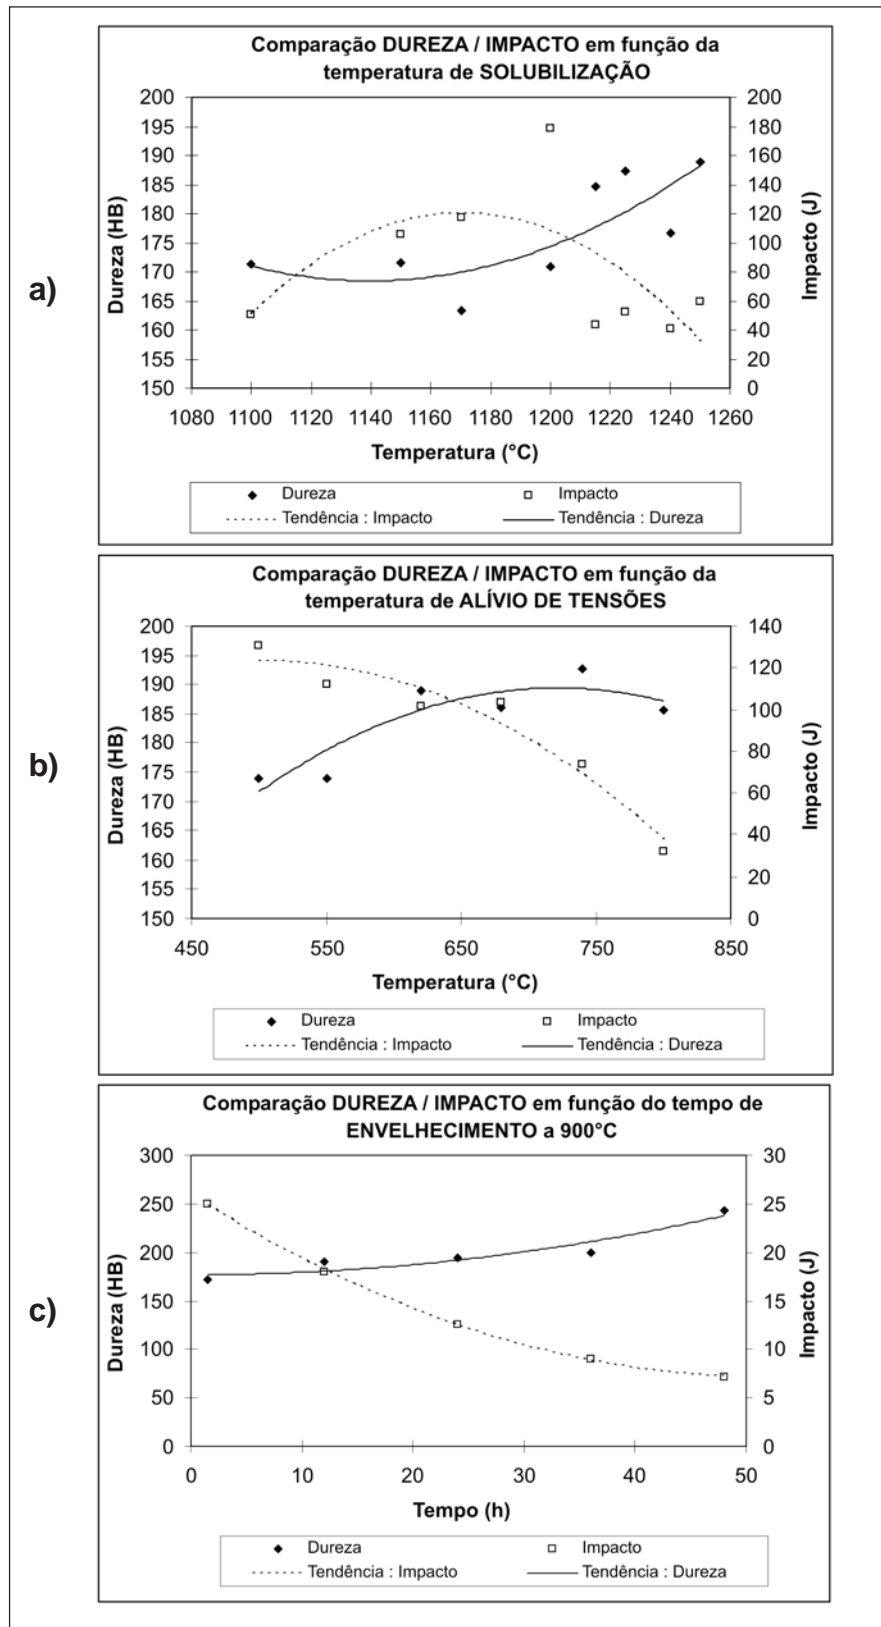 a)
Comparação DUREZA / IMPACTO em função da
temperatura de SOLUBILIZAÇÃO
Dureza (HB)
200
195
190
185
180
175
170
165
160
155
150
200
180
160
140
120
100
80
60
40
20
0
Impacto (J)
1080 1100 1120 1140 1160 1180 1200 1220 1240 1260
Temperatura (°C)
Dureza Impacto
Tendência : Impacto Tendência : Dureza
b)
Comparação DUREZA / IMPACTO em função da
temperatura de ALÍVIO DE TENSÕES
Dureza (HB)
200
195
190
185
180
175
170
165
160
155
150
140
120
100
80
60
40
20
0
Impacto (J)
450 550 650 750 850
Temperatura (°C)
Dureza Impacto
Tendência : Impacto Tendência : Dureza
c)
Comparação DUREZA / IMPACTO em função do tempo de
ENVELHECIMENTO a 900°C
Dureza (HB)
300
250
200
150
100
50
0
30
25
20
15
10
5
0
Impacto (J)
0 10 20 30 40 50
Tempo (h)
Dureza Impacto
Tendência : Impacto Tendência : Dureza